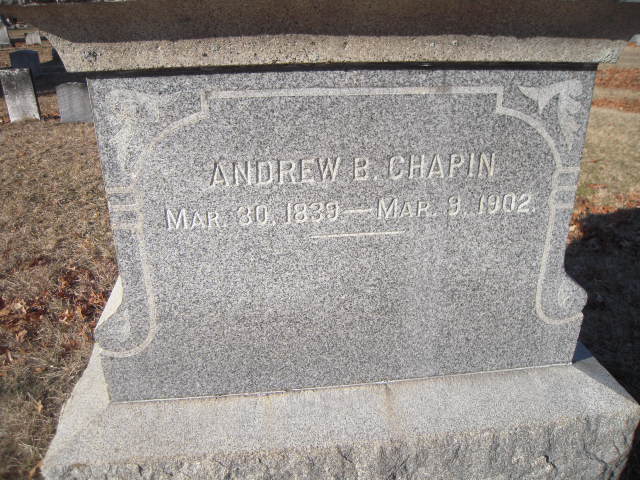 ANDREW B. CHAPIN
MAR. 30, 1839—MAR. 9, 1902.